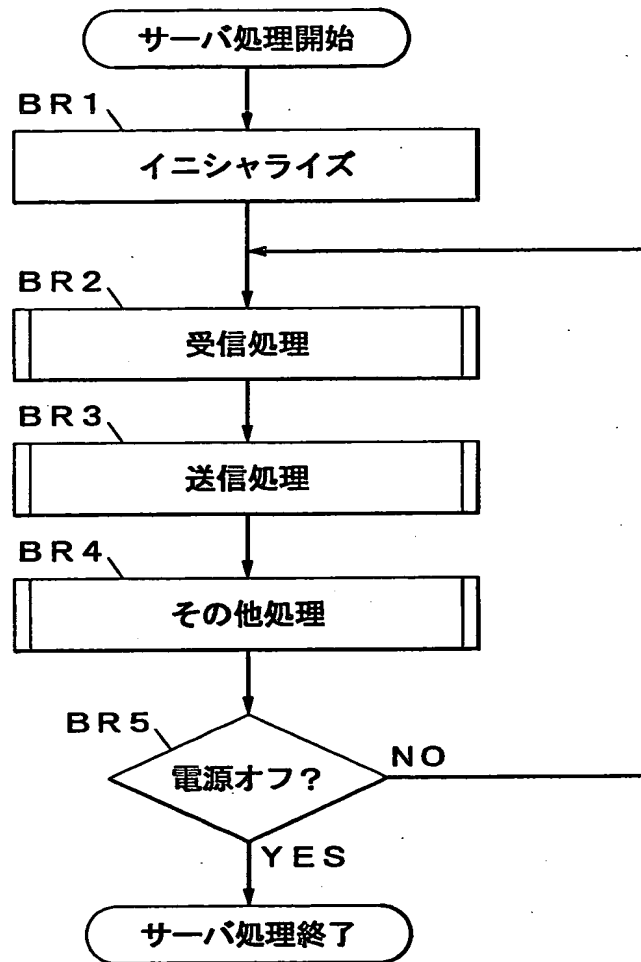 サーバ処理開始
BR1
イニシャライズ
BR2
受信処理
BR3
送信処理
BR4
その他処理
BR5
電源オフ?
NO
YES
サーバ処理終了